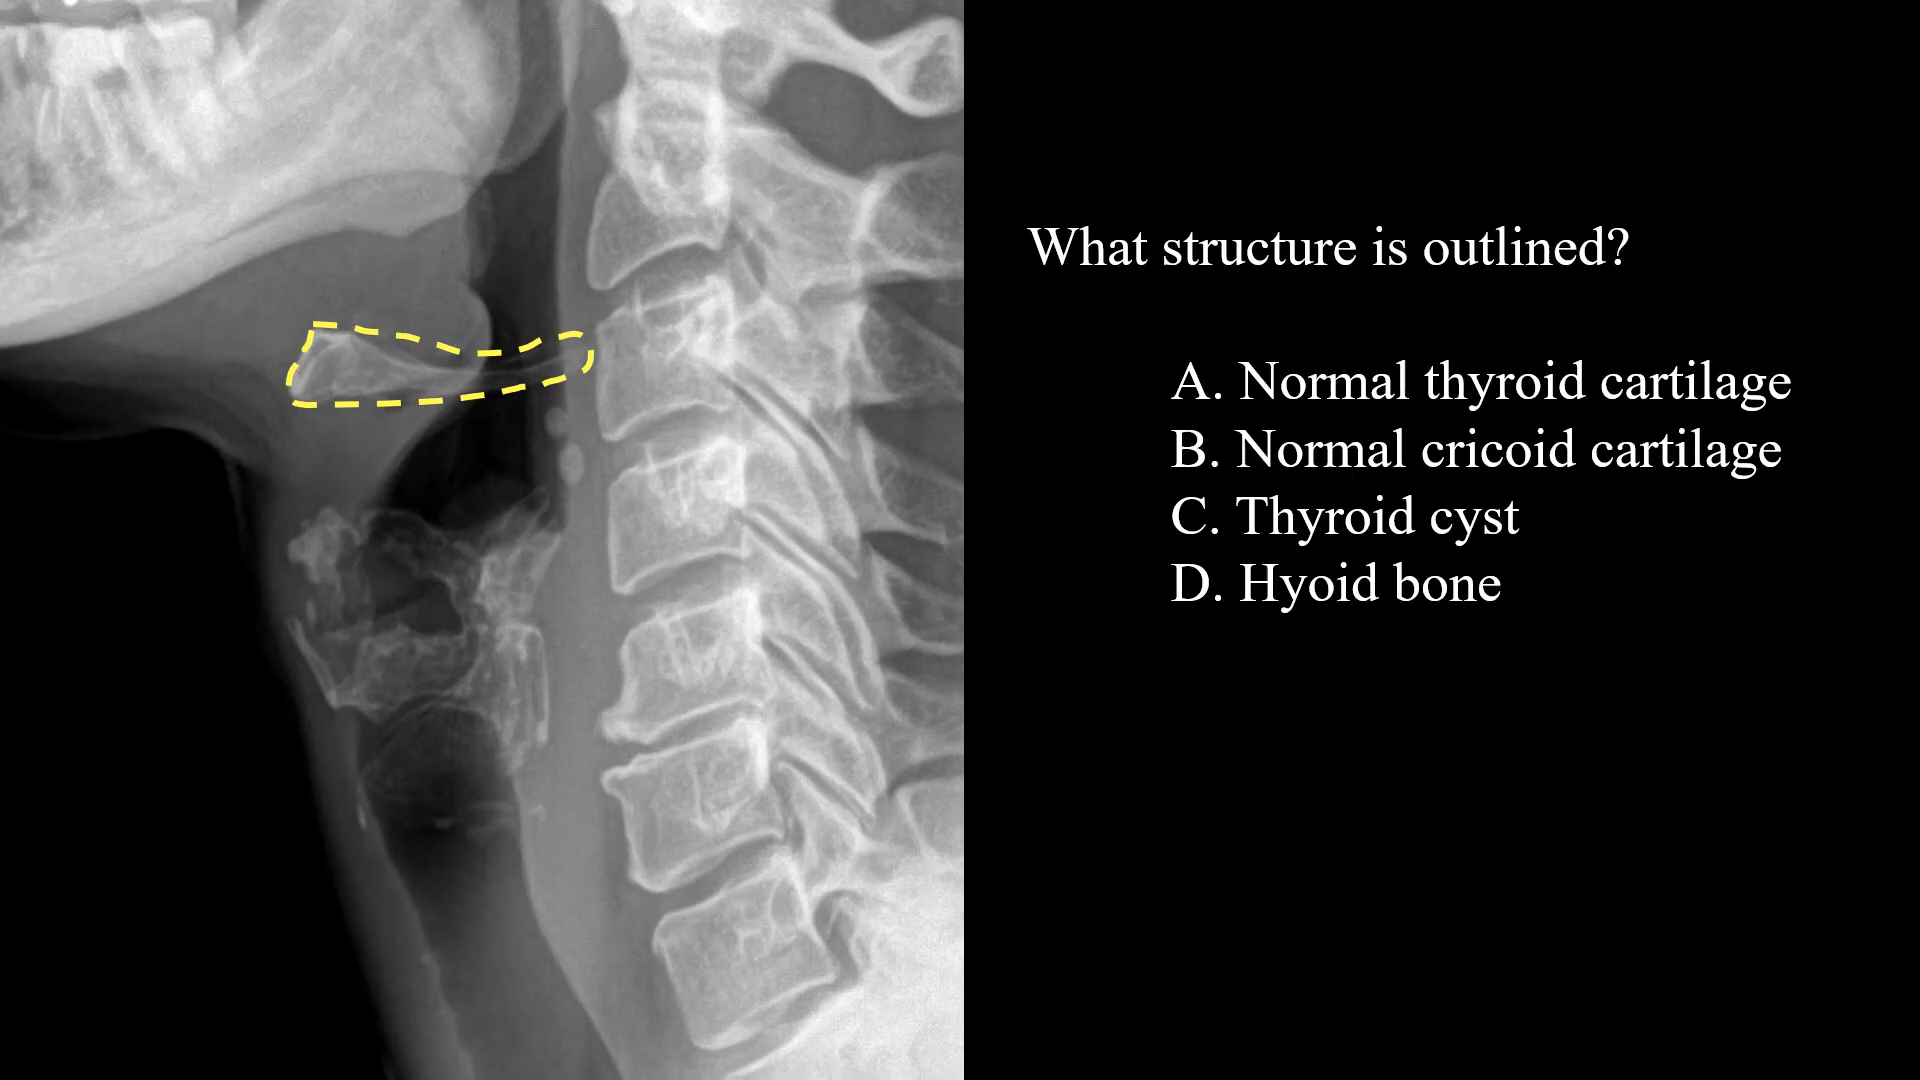 What structure is outlined?
A. Normal thyroid cartilage
B. Normal cricoid cartilage
C. Thyroid cyst
D. Hyoid bone